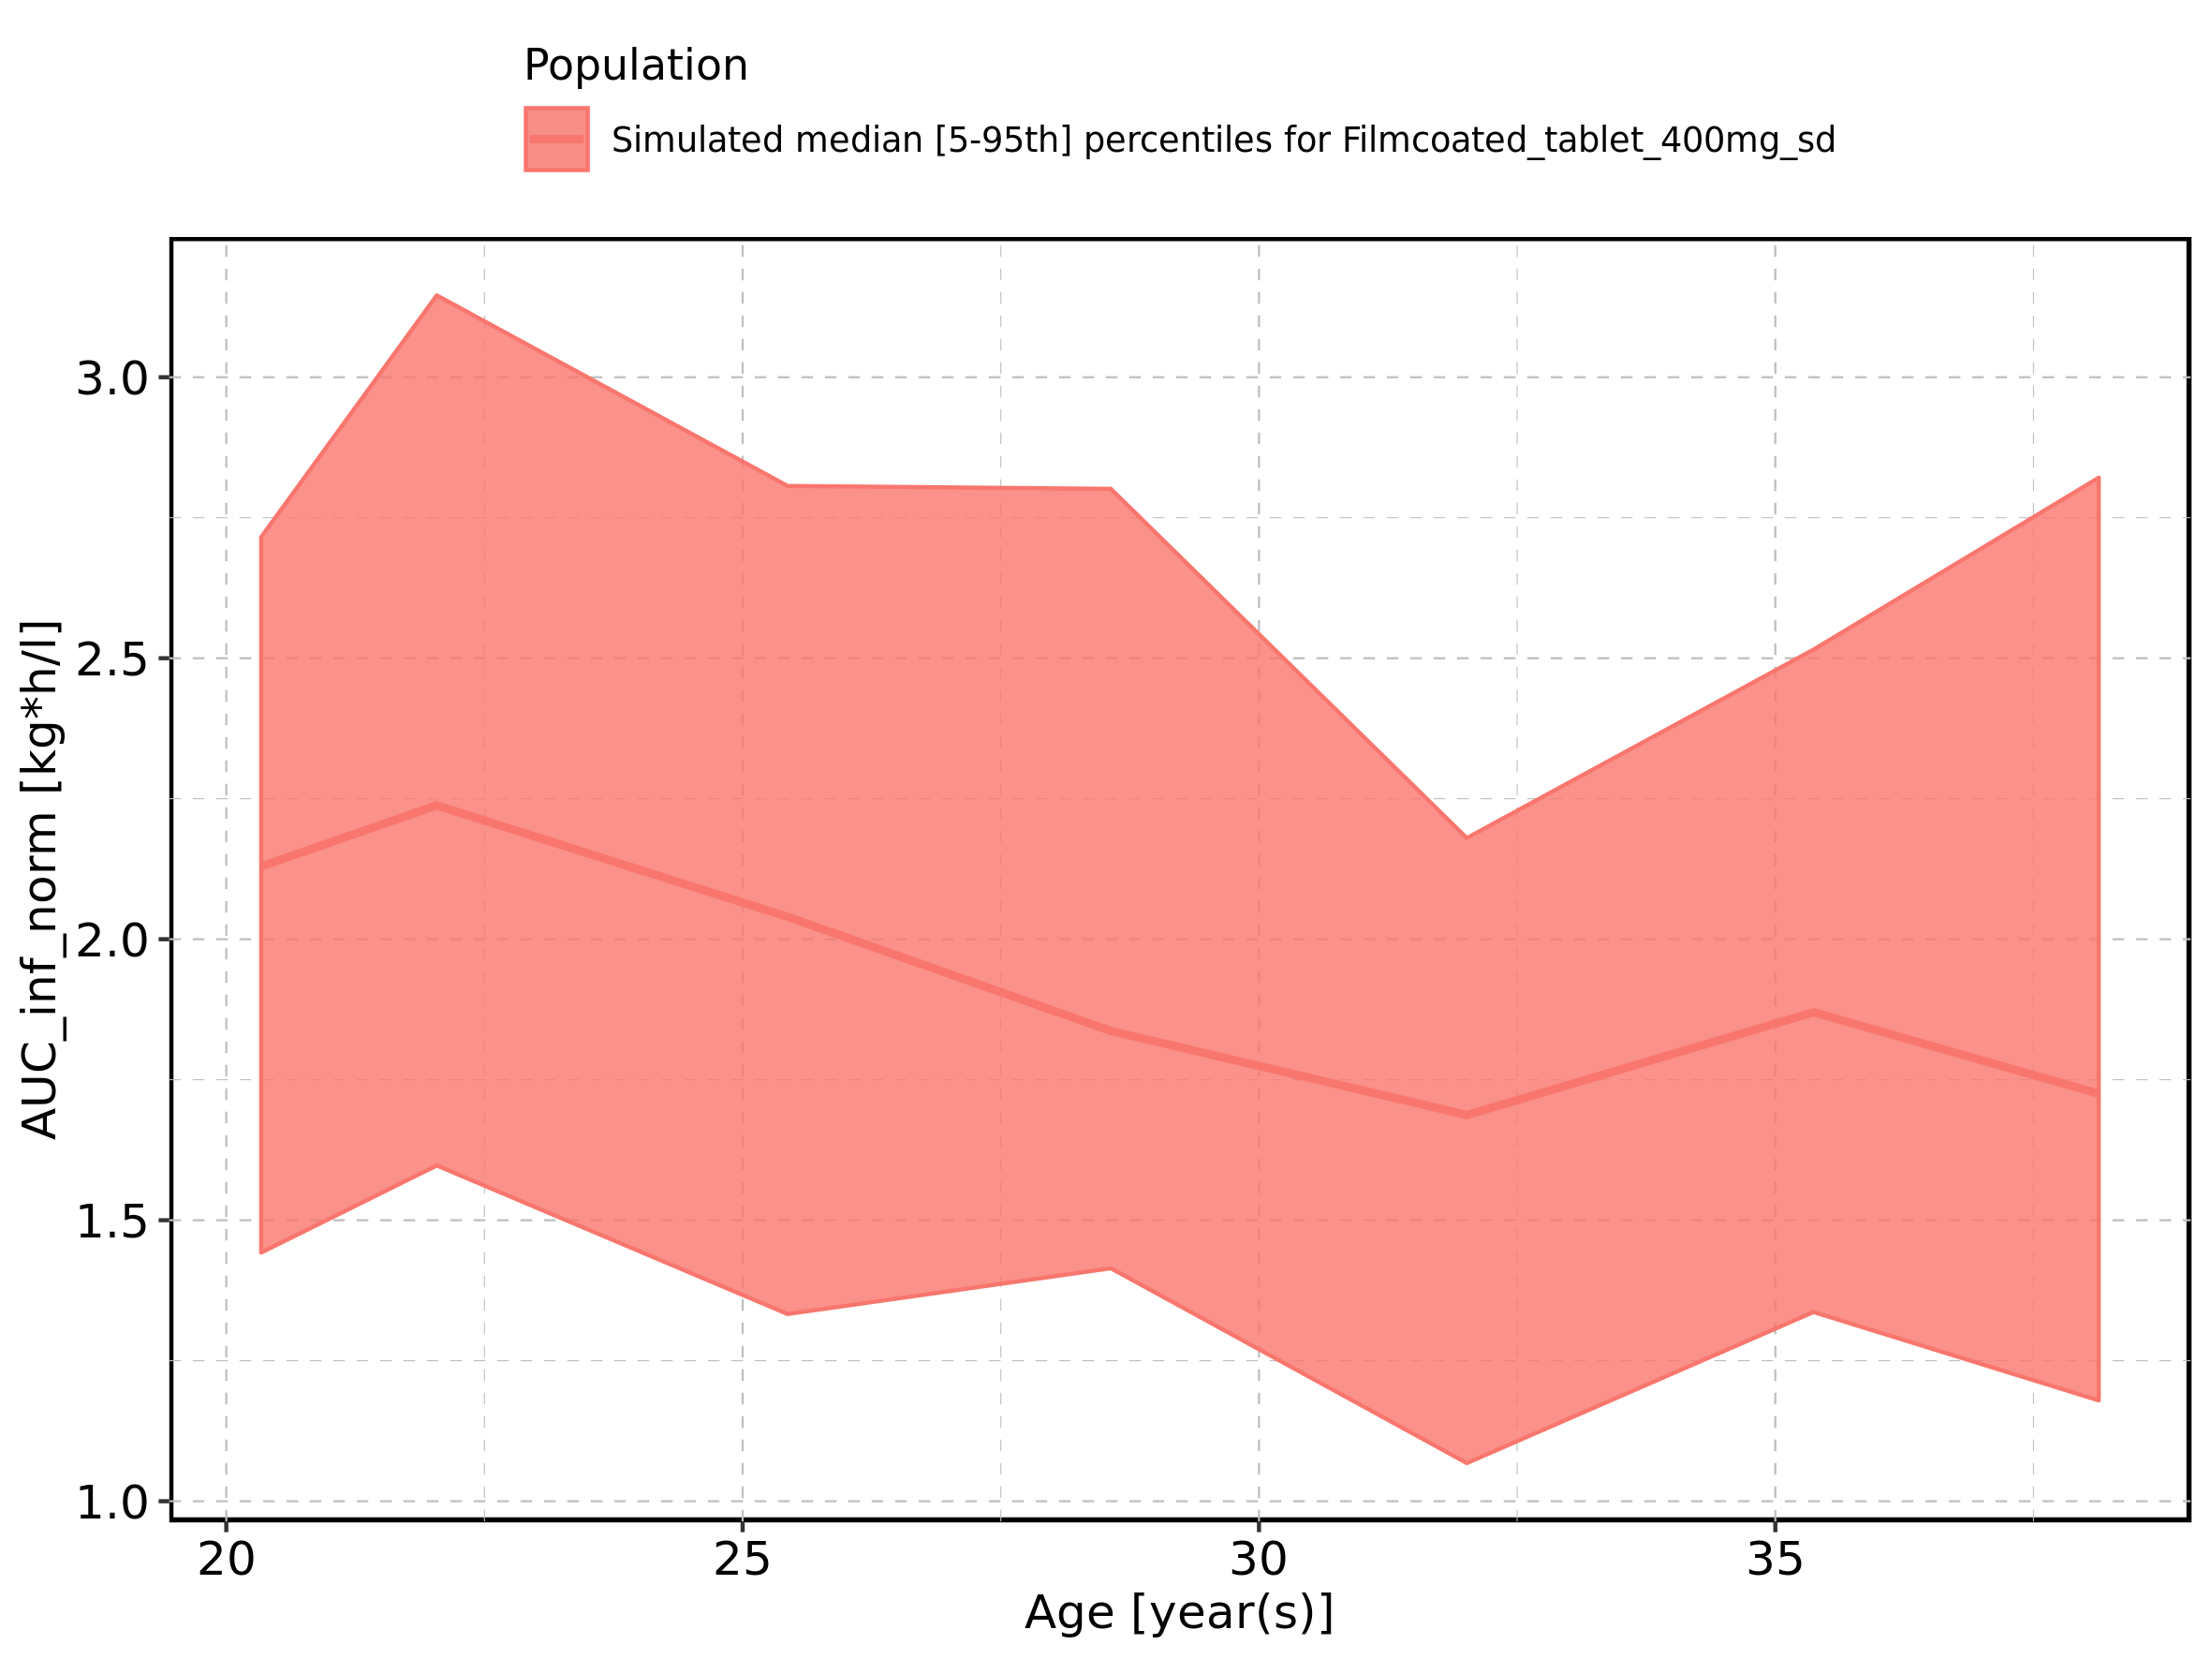 Population
Simulated median [5-95th] percentiles for Filmcoated_tablet_400mg_sd
AUC_inf_norm [kg*h/l]
3.0
2.5
2.0
1.5
1.0
20 25 30 35
Age [year(s)]